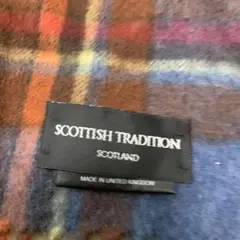 SCOTTISH TRADITION
SCOTLAND
MADE IN UNITED KINGDOM